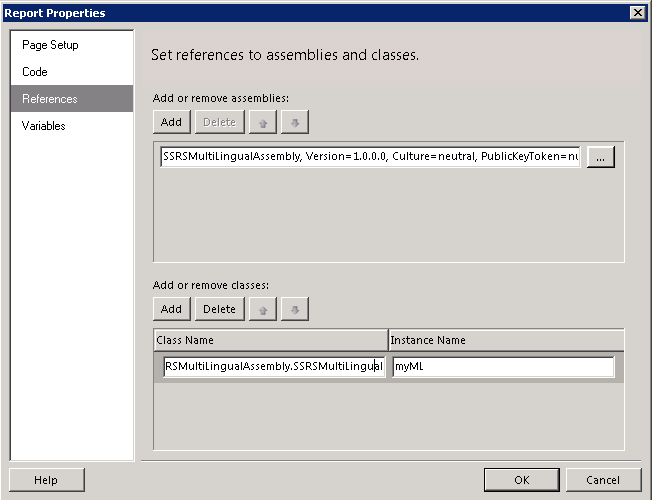 Report Properties
Page Setup
Code
References
Variables
Set references to assemblies and classes.
Add or remove assemblies:
Add Delete
SSRSMultiLingualAssembly, Version=1.0.0.0, Culture=neutral, PublicKeyToken=nu
...
Add or remove classes:
Add Delete
Class Name Instance Name
RSMultiLingualAssembly.SSRSMultiLingual myML
Help OK Cancel